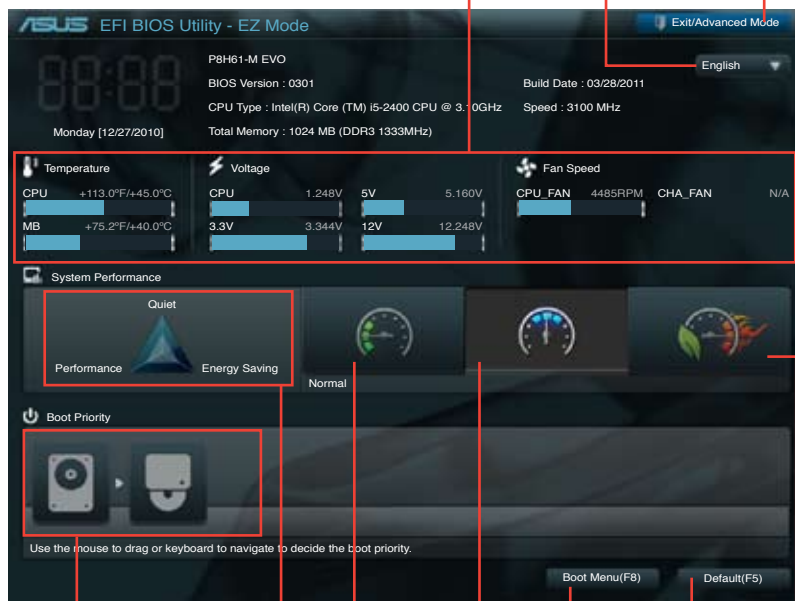 ASUS EFI BIOS Utility - EZ Mode
Exit/Advanced Mode
English
88:88
Monday [12/27/2010]
P8H61-M EVO
BIOS Version : 0301
Build Date : 03/28/2011
CPU Type : Intel(R) Core (TM) i5-2400 CPU @ 3.10GHz
Speed : 3100 MHz
Total Memory : 1024 MB (DDR3 1333MHz)
Temperature
CPU +113.0ºF/+45.0ºC
MB +75.2ºF/+40.0ºC
Voltage
CPU 1.248V 5V 5.160V
3.3V 3.344V 12V 12.248V
Fan Speed
CPU_FAN 4485RPM CHA_FAN N/A
System Performance
Quiet
Performance
Energy Saving
Normal
Boot Priority
Use the mouse to drag or keyboard to navigate to decide the boot priority.
Boot Menu(F8)
Default(F5)